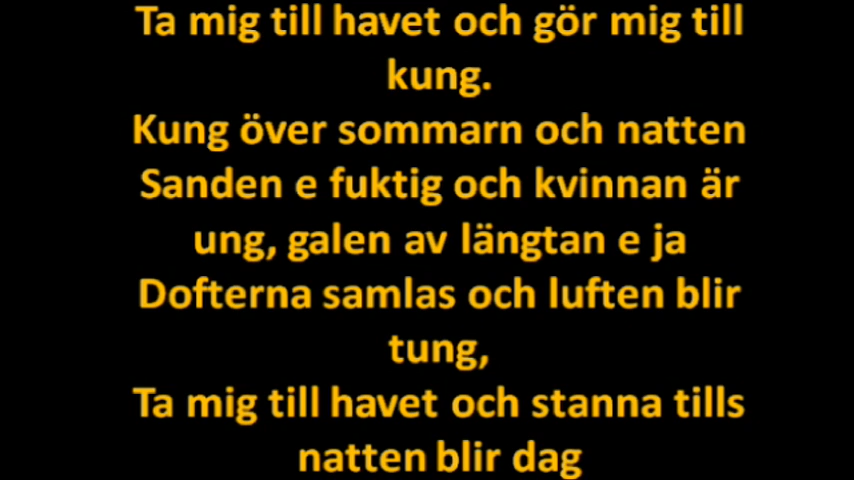 Ta mig till havet och gör mig till
kung.
Kung över sommarn och natten
Sanden e fuktig och kvinnan är
ung, galen av längtan e ja
Dofterna samlas och luften blir
tung,
Ta mig till havet och stanna tills
natten blir dag